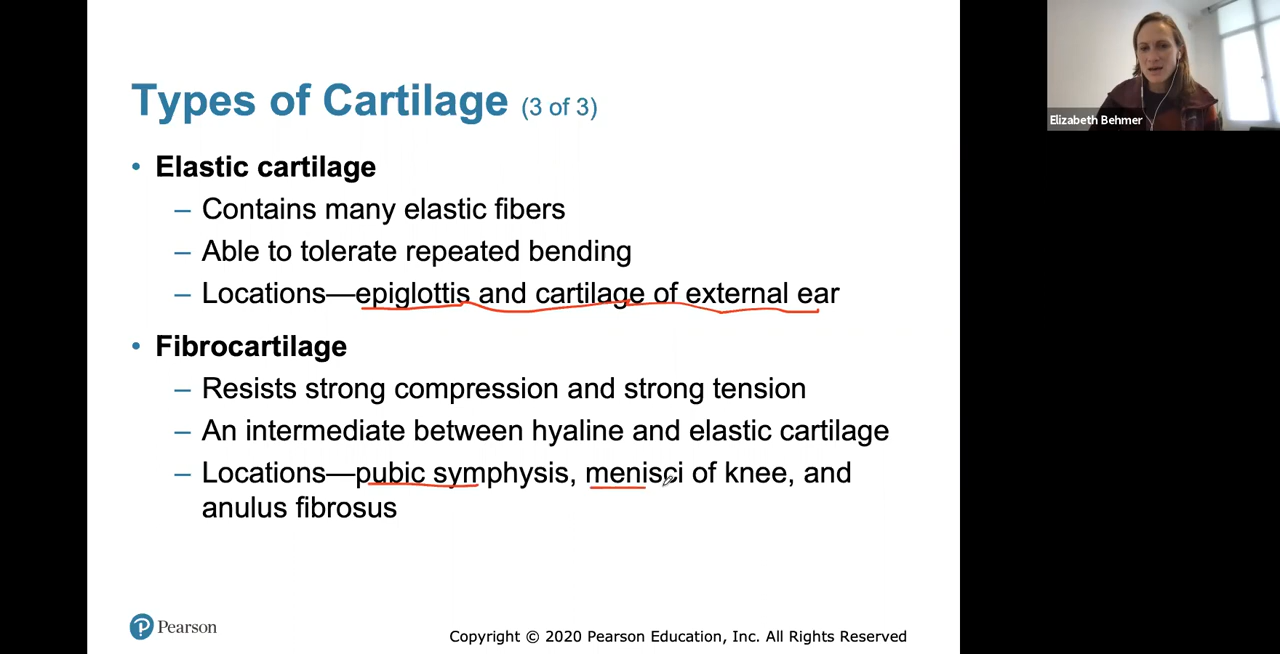 Types of Cartilage (3 of 3)
• Elastic cartilage
– Contains many elastic fibers
– Able to tolerate repeated bending
– Locations—epiglottis and cartilage of external ear
• Fibrocartilage
– Resists strong compression and strong tension
– An intermediate between hyaline and elastic cartilage
– Locations—pubic symphysis, menisci of knee, and
anulus fibrosus
P Pearson
Copyright © 2020 Pearson Education, Inc. All Rights Reserved
Elizabeth Behmer